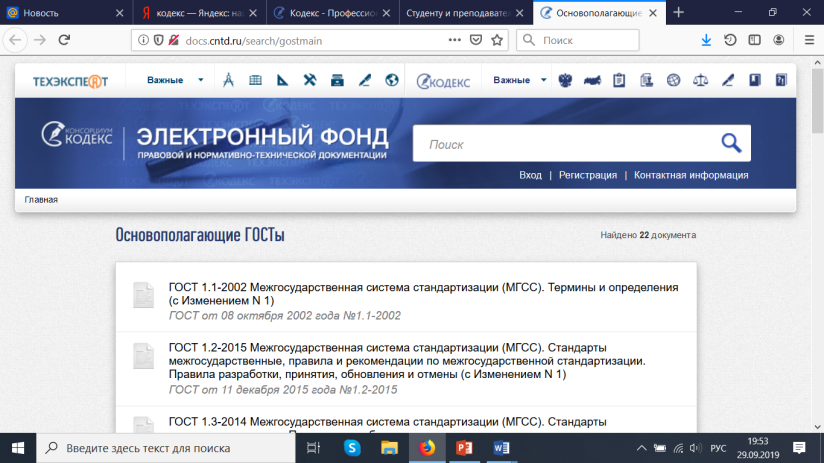 Новость
кодекс — Яндекс: на
Кодекс - Профессио
Студенту и преподавател
Основополагающие
docs.cntd.ru/search/gostmain
Поиск
ТЕХЭКСПЕRТ
Важные
КОДЕКС
Важные
КОНСОРЦИУМ
КОДЕКС
ЭЛЕКТРОННЫЙ ФОНД
ПРАВОВОЙ И НОРМАТИВНО-ТЕХНИЧЕСКОЙ ДОКУМЕНТАЦИИ
Поиск
Вход | Регистрация | Контактная информация
Главная
Основополагающие ГОСТы
Найдено 22 документа
ГОСТ 1.1-2002 Межгосударственная система стандартизации (МГСС). Термины и определения
(с Изменением N 1)
ГОСТ от 08 октября 2002 года №1.1-2002
ГОСТ 1.2-2015 Межгосударственная система стандартизации (МГСС). Стандарты
межгосударственные, правила и рекомендации по межгосударственной стандартизации.
Правила разработки, принятия, обновления и отмены (с Изменением N 1)
ГОСТ от 11 декабря 2015 года №1.2-2015
ГОСТ 1.3-2014 Межгосударственная система стандартизации (МГСС). Стандарты
Введите здесь текст для поиска
РУС
19:53
29.09.2019